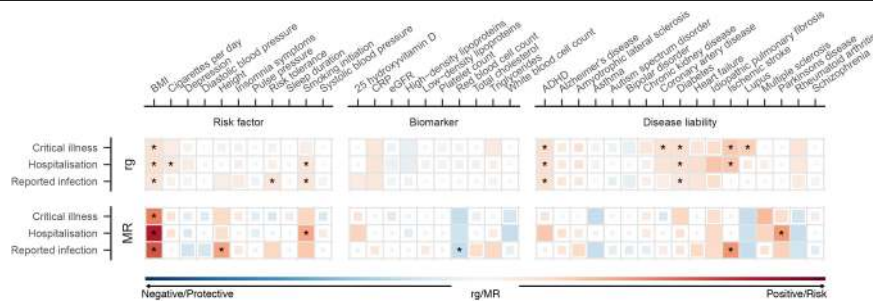 BMI
Cigarettes per day
Depression
Diastolic blood pressure
Height
Insomnia symptoms
Pulse pressure
Risk tolerance
Sleep duration
Smoking initiation
Systolic blood pressure
25 hydroxyvitamin D
CRP
eGFR
High-density lipoproteins
Low-density lipoproteins
Platelet count
Red blood cell count
Total cholesterol
Triglycerides
White blood cell count
ADHD
Alzheimer's disease
Amyotrophic lateral sclerosis
Asthma
Autism spectrum disorder
Bipolar disorder
Chronic kidney disease
Coronary artery disease
Diabetes
Heart failure
Idiopathic pulmonary fibrosis
Ischemic stroke
Lupus
Multiple sclerosis
Parkinsons disease
Rheumatoid arthritis
Schizophrenia
Risk factor Biomarker Disease liability
rg
Critical illness * * * * * *
Hospitalisation * * * * * *
Reported infection * * * * *
MR
Critical illness *
Hospitalisation * * *
Reported infection * * * *
Negative/Protective rg/MR Positive/Risk